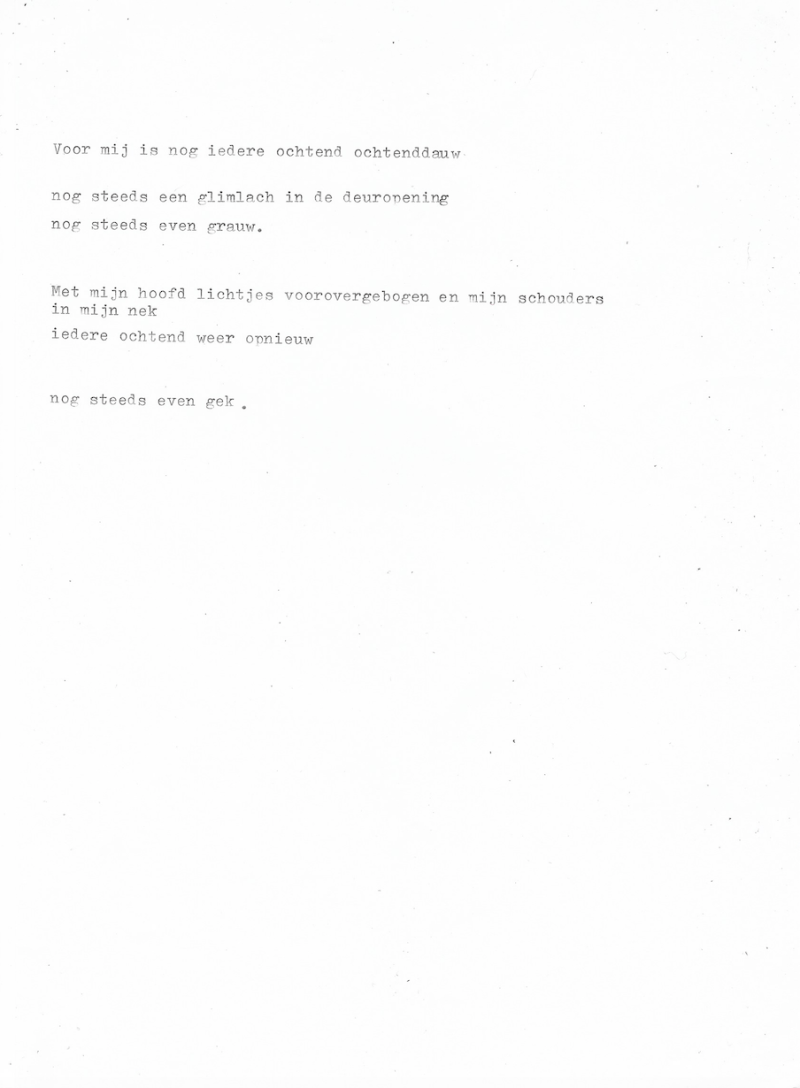 Voor mij is nog iedere ochtend ochtenddauw
nog steeds een glimlach in de deuropening
nog steeds even grauw.
Met mijn hoofd lichtjes voorovergebogen en mijn schouders
in mijn nek
iedere ochtend weer opnieuw
nog steeds even gek .